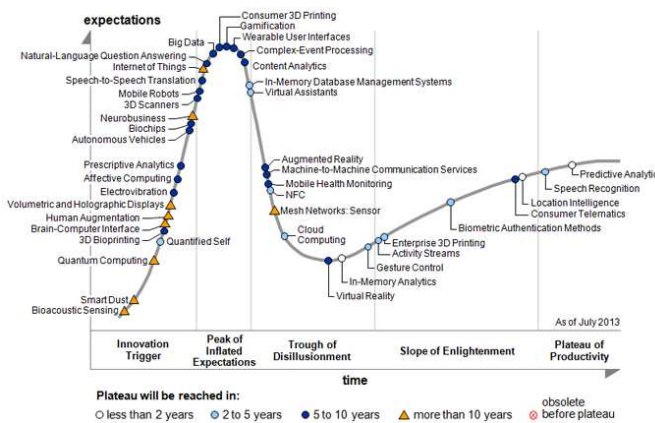 expectations
Consumer 3D Printing
Gamification
Wearable User Interfaces
Big Data
Complex-Event Processing
Natural-Language Question Answering
Content Analytics
Internet of Things
Speech-to-Speech Translation
In-Memory Database Management Systems
Mobile Robots
Virtual Assistants
3D Scanners
Neurobusiness
Biochips
Autonomous Vehicles
Augmented Reality
Prescriptive Analytics
Machine-to-Machine Communication Services
Predictive Analytic
Affective Computing
Mobile Health Monitoring
Speech Recognition
Electrovibration
NFC
Location Intelligence
Volumetric and Holographic Displays
Mesh Networks: Sensor
Consumer Telematics
Human Augmentation
Brain-Computer Interface
Biometric Authentication Methods
3D Bioprinting
Quantified Self
Cloud
Computing
Enterprise 3D Printing
Activity Streams
Quantum Computing
Gesture Control
In-Memory Analytics
Virtual Reality
Smart Dust
Bioacoustic Sensing
As of July 2013
Innovation
Trigger
Peak of
Inflated
Expectations
Trough of
Disillusionment
Slope of Enlightenment
Plateau of
Productivity
time
Plateau will be reached in:
less than 2 years
2 to 5 years
5 to 10 years
more than 10 years
obsolete
before plateau